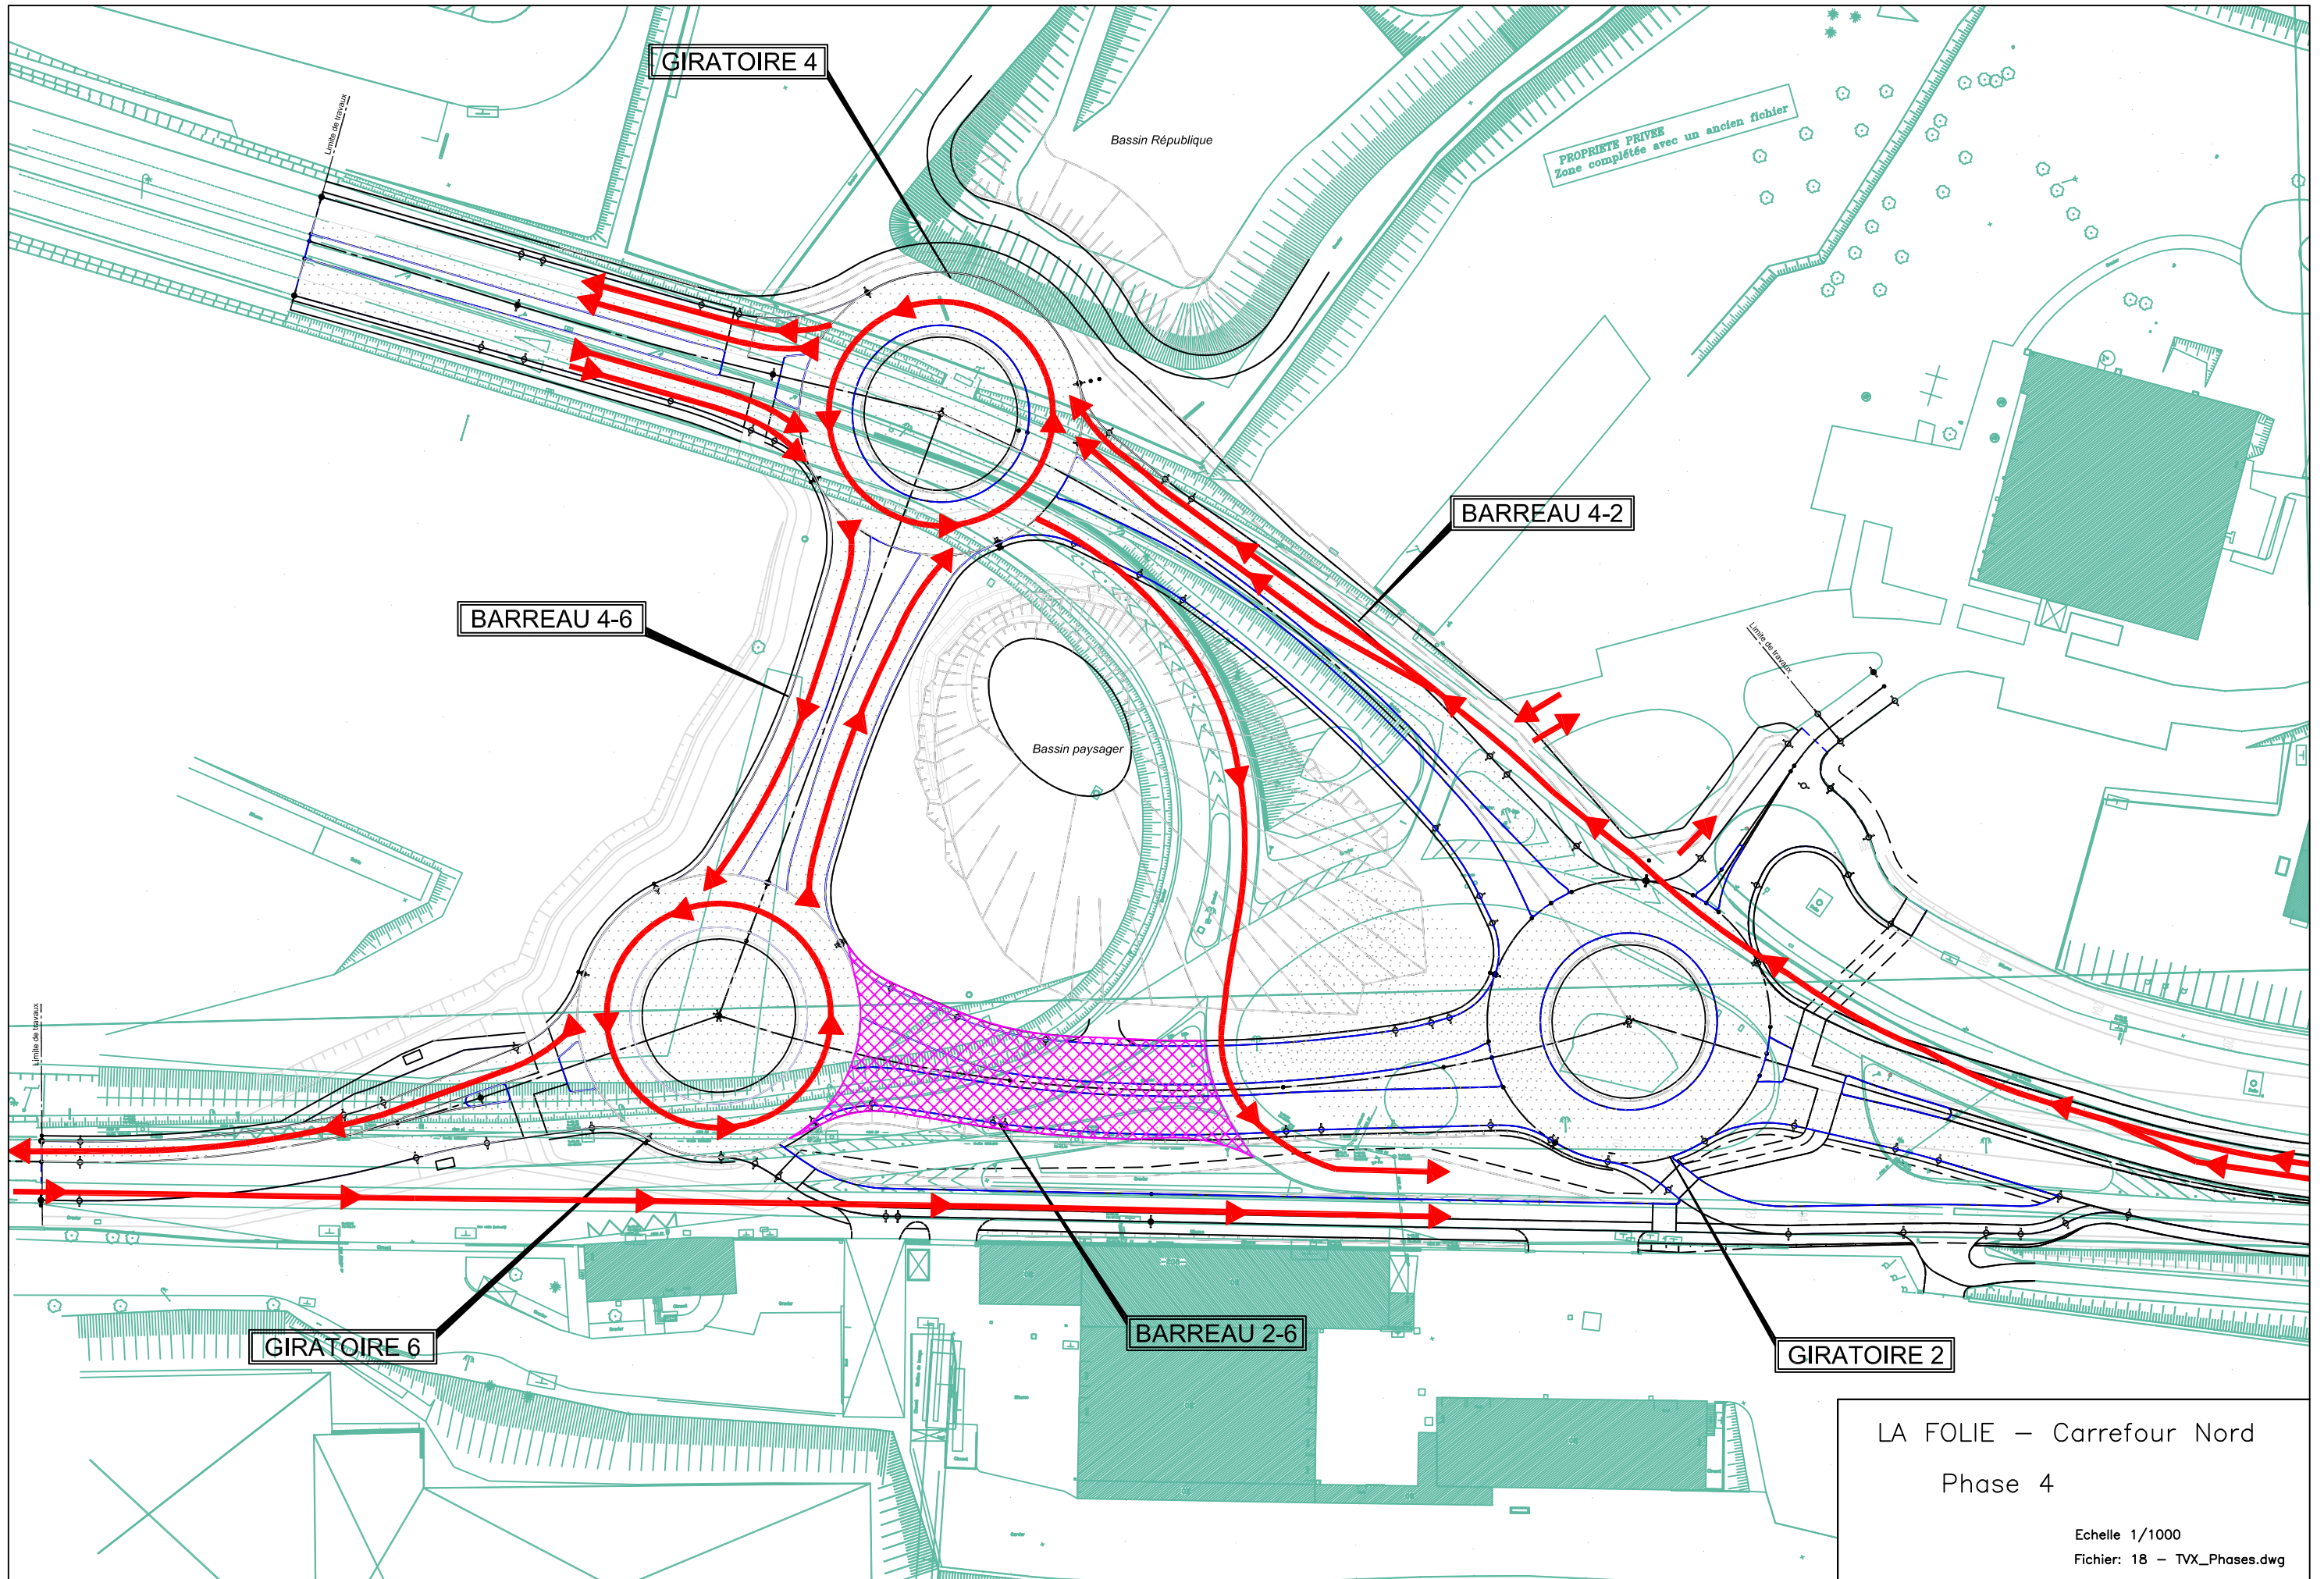 GIRATOIRE 4
Limite de travaux
Bassin République
PROPRIETE PRIVEE
Zone complétée avec un ancien fichier
BARREAU 4-2
BARREAU 4-6
Limite de travaux
Bassin paysager
Limite de travaux
GIRATOIRE 6
BARREAU 2-6
GIRATOIRE 2
LA FOLIE - Carrefour Nord
Phase 4
Echelle 1/1000
Fichier: 18 - TVX_Phases.dwg